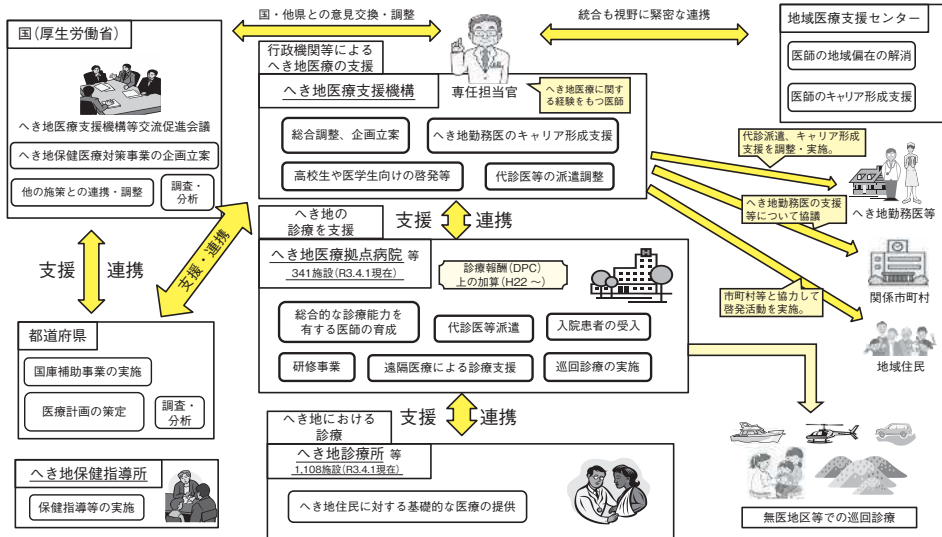 国・他県との意見交換・調整
統合も視野に緊密な連携
国(厚生労働省)
へき地医療支援機構等交流促進会議
へき地保健医療対策事業の企画立案
他の施策との連携・調整
調査・
分析
行政機関等による
へき地医療の支援
へき地医療支援機構
専任担当官
へき地医療に関する
経験をもつ医師
総合調整、企画立案
へき地勤務医のキャリア形成支援
高校生や医学生向けの啓発等
代診医等の派遣調整
地域医療支援センター
医師の地域偏在の解消
医師のキャリア形成支援
代診派遣、キャリア形成
支援を調整・実施。
へき地勤務医等
へき地勤務医の支援
等について協議
関係市町村
市町村等と協力して
啓発活動を実施。
地域住民
支援 連携
支援・連携
へき地の
診療を支援
支援 連携
へき地医療拠点病院 等
341施設(R3.4.1現在)
診療報酬(DPC)
上の加算(H22 ~)
総合的な診療能力を
有する医師の育成
代診医等派遣
入院患者の受入
研修事業
遠隔医療による診療支援
巡回診療の実施
都道府県
国庫補助事業の実施
医療計画の策定
調査・
分析
へき地における
診療
支援 連携
へき地診療所 等
1,108施設(R3.4.1現在)
へき地住民に対する基礎的な医療の提供
へき地保健指導所
保健指導等の実施
無医地区等での巡回診療